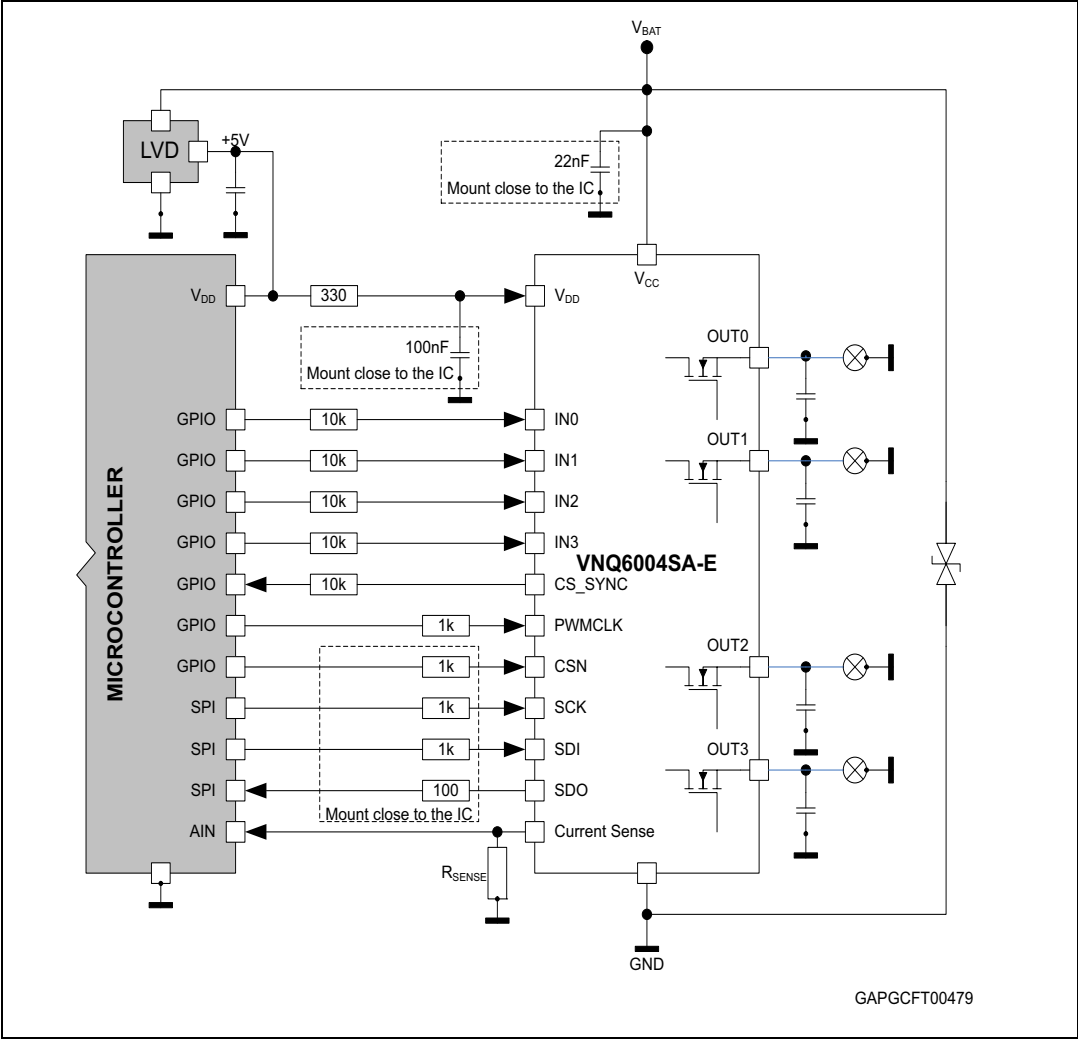 VBAT
LVD
+5V
22nF
Mount close to the IC
VCC
VDD
330
VDD
100nF
Mount close to the IC
OUT0
GPIO
10k
IN0
OUT1
GPIO
10k
IN1
GPIO
10k
IN2
GPIO
10k
IN3
MICROCONTROLLER
VNQ6004SA-E
GPIO
10k
CS_SYNC
GPIO
1k
PWMCLK
OUT2
GPIO
1k
CSN
SPI
1k
SCK
SPI
1k
SDI
OUT3
SPI
100
SDO
Mount close to the IC
AIN
Current Sense
RSENSE
GND
GAPGCFT00479